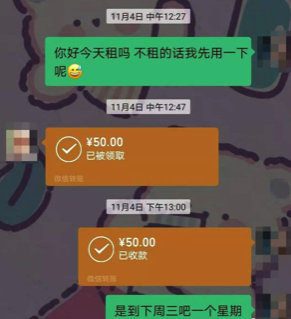 11月4日 中午12:27
你好今天租吗 不租的话我先用一下
呢😅
11月4日 中午12:47
¥50.00
已被领取
微信转账
11月4日 下午13:00
¥50.00
已收款
微信转账
是到下周三吧一个星期